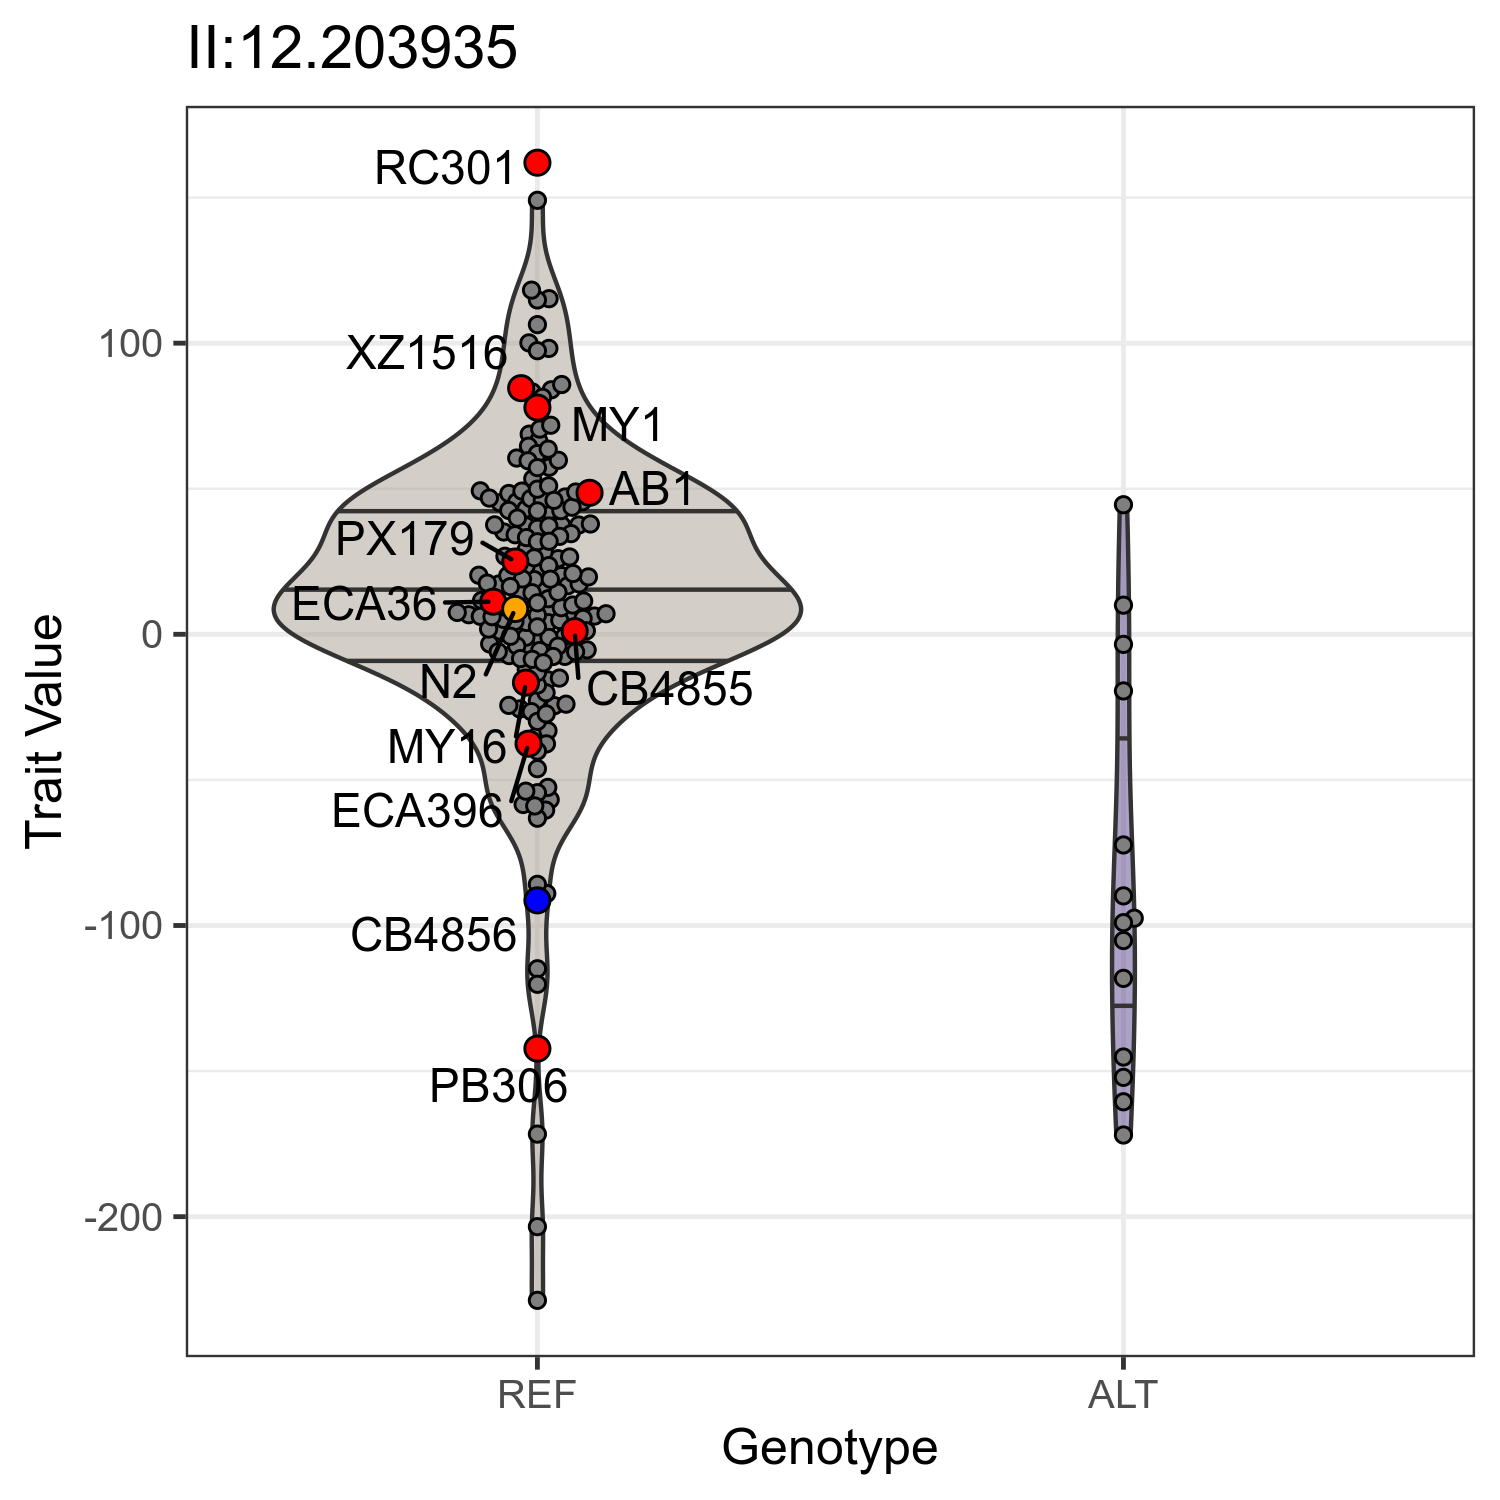 II:12.203935
RC301
XZ1516
MY1
AB1
PX179
ECA36
N2
CB4855
MY16
ECA396
CB4856
PB306
100
0
-100
-200
Trait Value
REF
ALT
Genotype